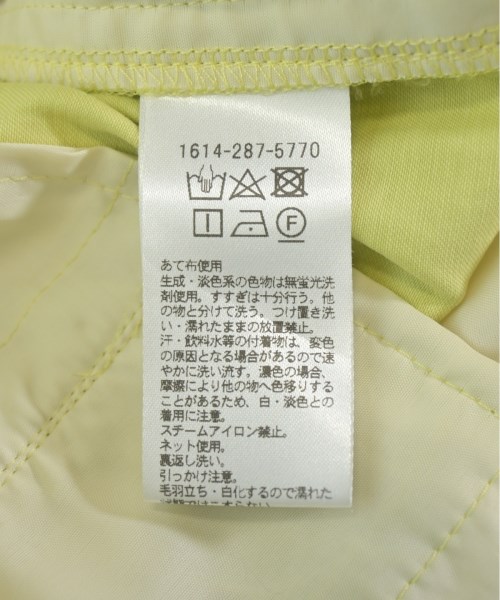 1614-287-5770
F
あて布使用
生成・淡色系の色物は無蛍光洗
剤使用。すすぎは十分行う。他
の物と分けて洗う。つけ置き洗
い・濡れたままの放置禁止。
汗・飲料水等の付着物は、変色
の原因となる場合があるので速
やかに洗い流す。濃色の場合、
摩擦により他の物へ色移りする
ことがあるため、白・淡色との
着用に注意。
スチームアイロン禁止。
ネット使用。
裏返し洗い。
引っかけ注意。
毛羽立ち・白化するので濡れた